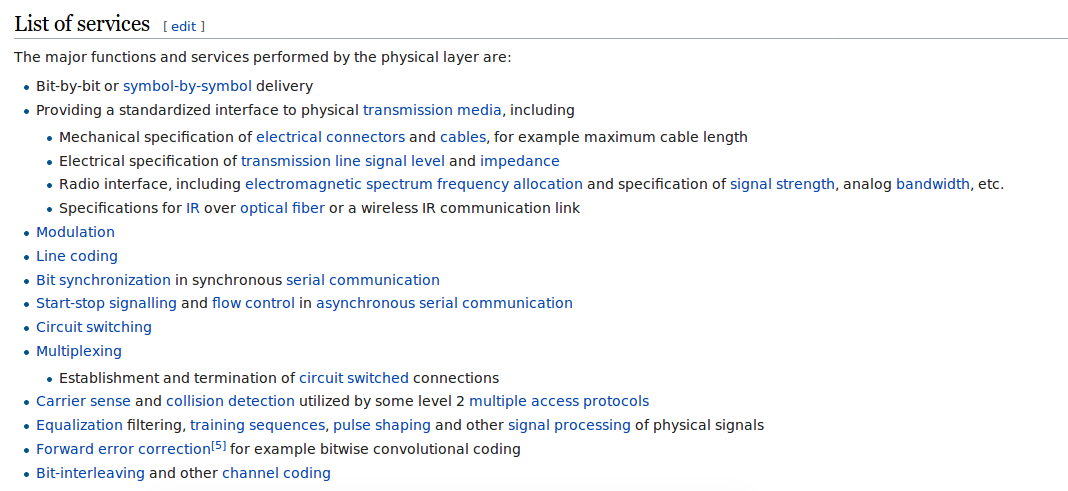 List of services [ edit ]
The major functions and services performed by the physical layer are:
• Bit-by-bit or symbol-by-symbol delivery
• Providing a standardized interface to physical transmission media, including
• Mechanical specification of electrical connectors and cables, for example maximum cable length
• Electrical specification of transmission line signal level and impedance
• Radio interface, including electromagnetic spectrum frequency allocation and specification of signal strength, analog bandwidth, etc.
• Specifications for IR over optical fiber or a wireless IR communication link
• Modulation
• Line coding
• Bit synchronization in synchronous serial communication
• Start-stop signalling and flow control in asynchronous serial communication
• Circuit switching
• Multiplexing
• Establishment and termination of circuit switched connections
• Carrier sense and collision detection utilized by some level 2 multiple access protocols
• Equalization filtering, training sequences, pulse shaping and other signal processing of physical signals
• Forward error correction[5] for example bitwise convolutional coding
• Bit-interleaving and other channel coding